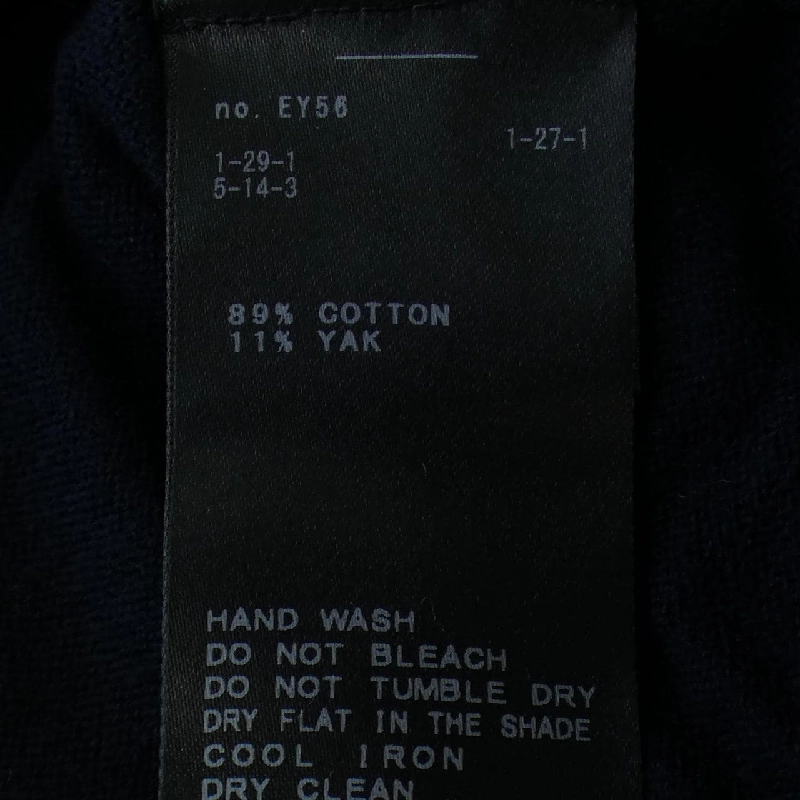 no. EY56
1-27-1
1-29-1
5-14-3
89% COTTON
11% YAK
HAND WASH
DO NOT BLEACH
DO NOT TUMBLE DRY
DRY FLAT IN THE SHADE
COOL IRON
DRY CLEAN